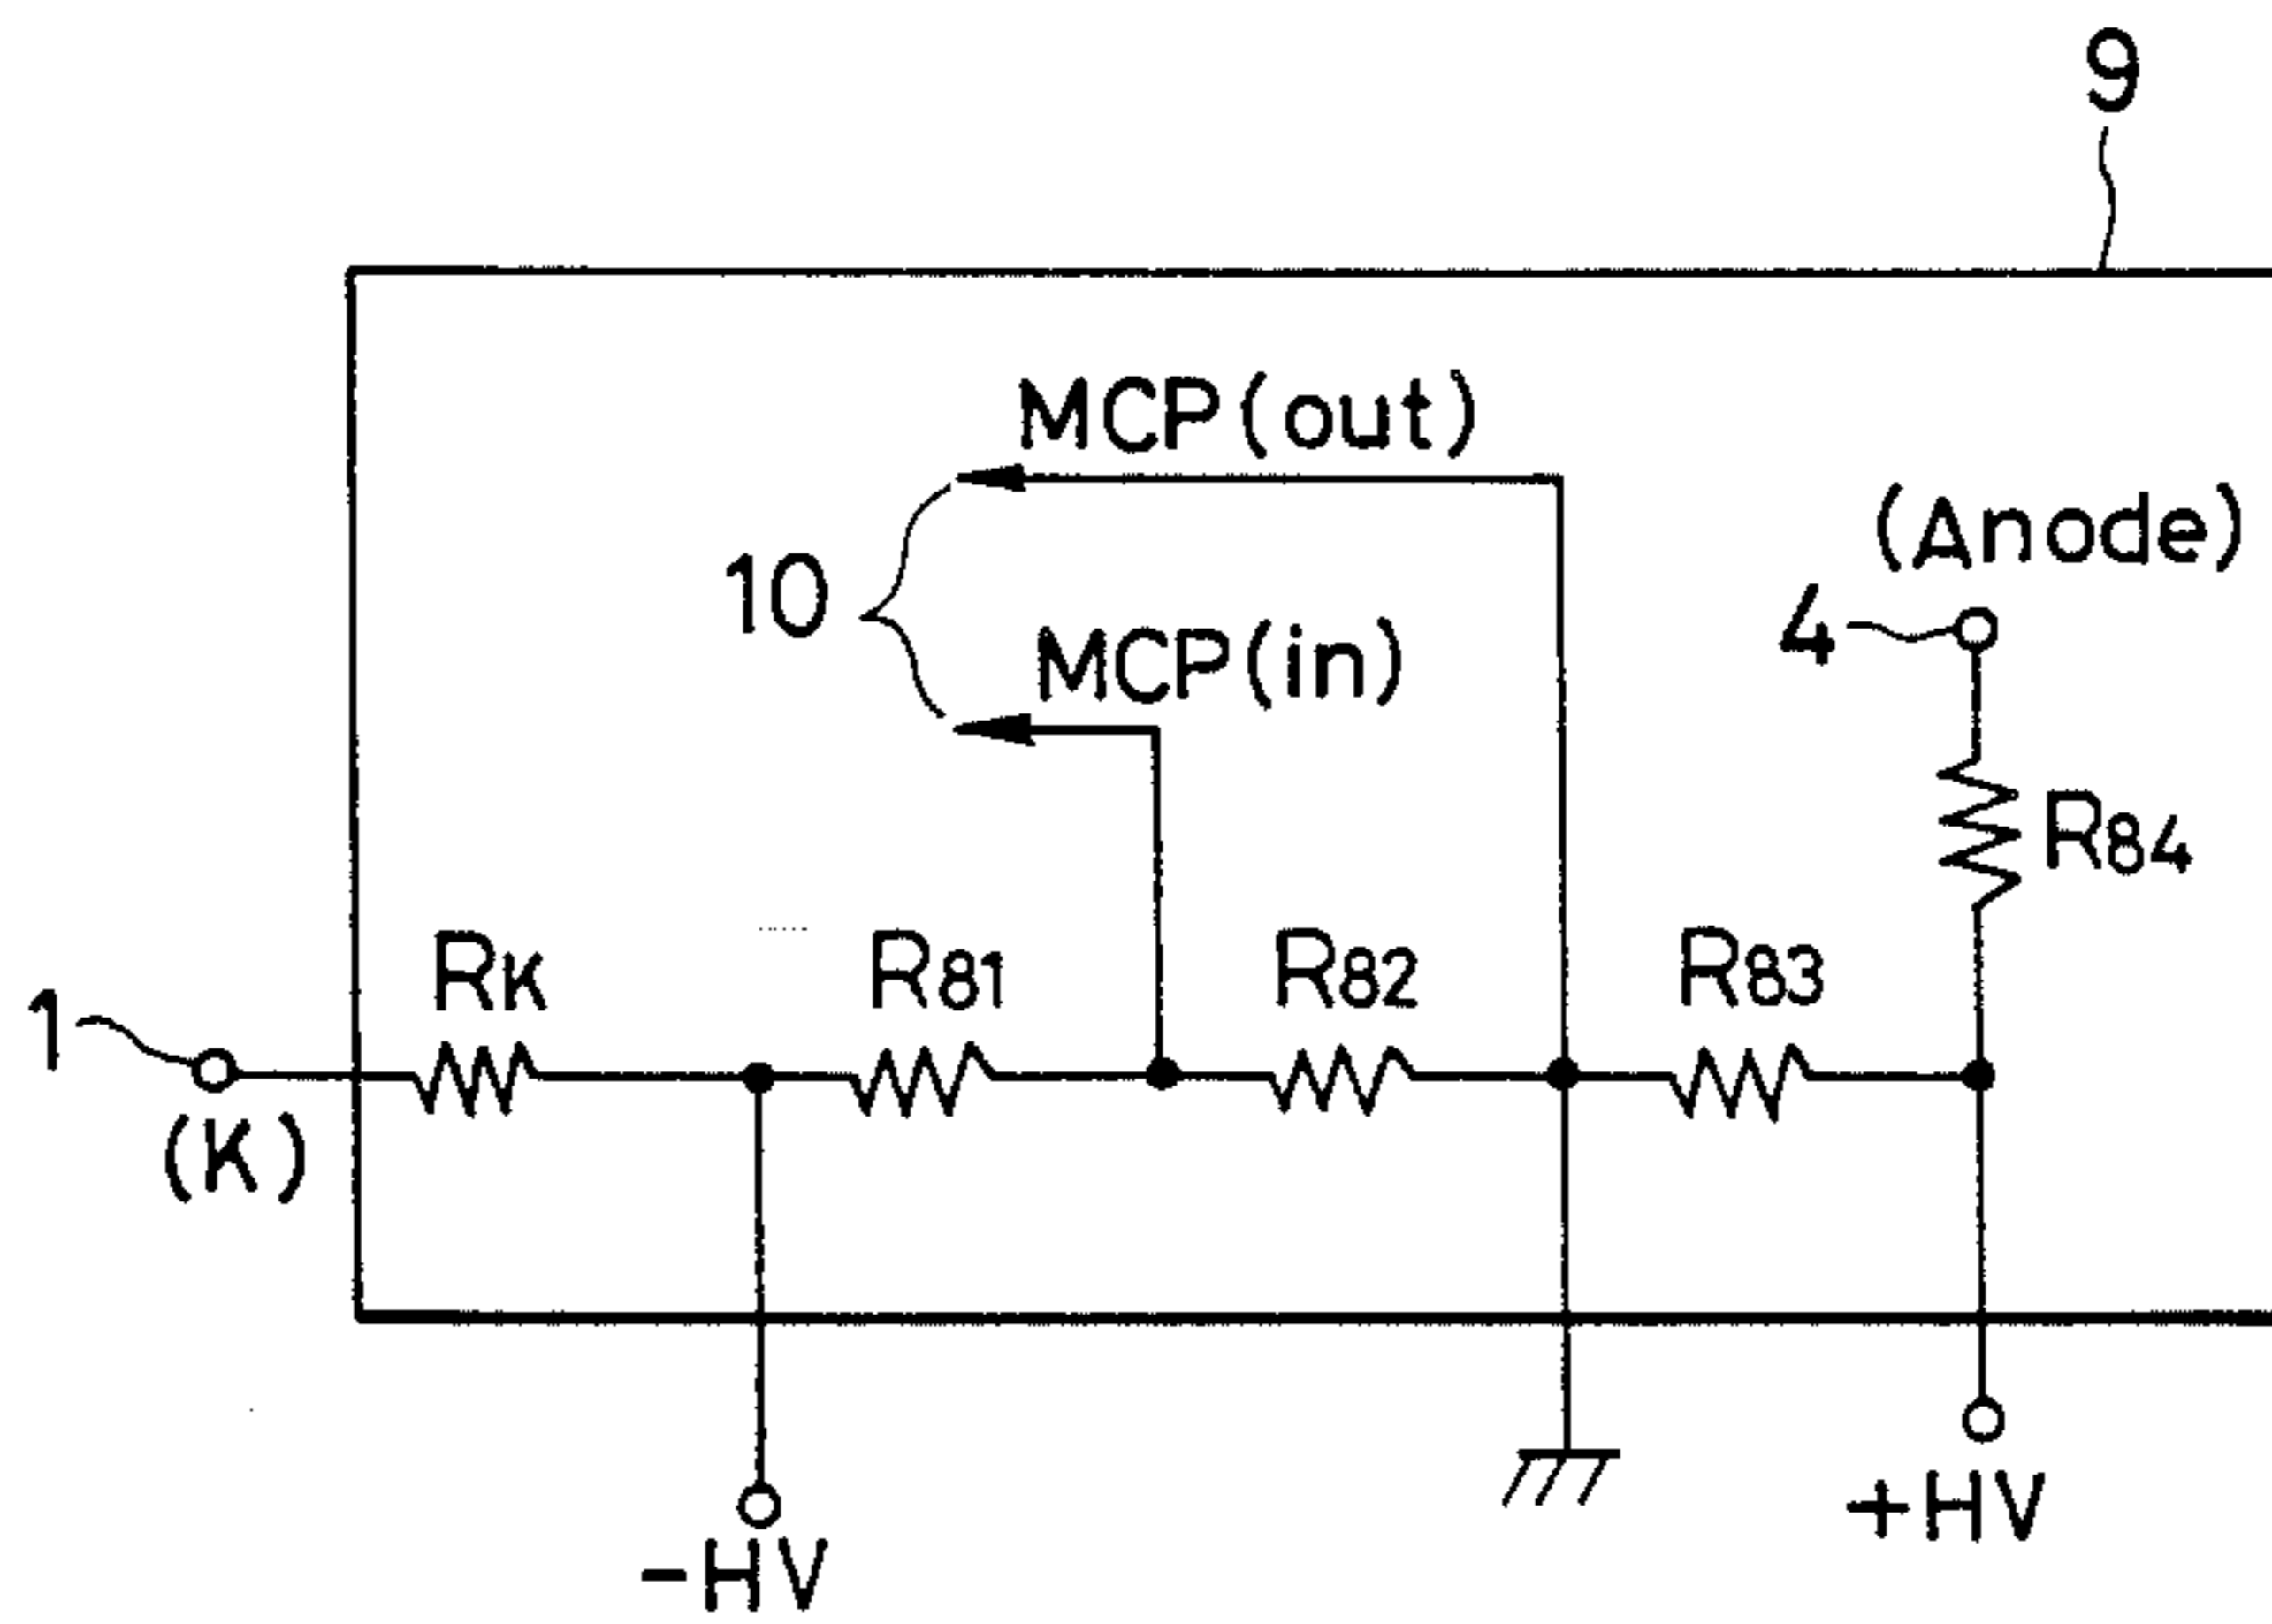 9
MCP(out)
(Anode)
10
4
MCP(in)
R84
RK
R81
R82
R83
1
(K)
+HV
-HV